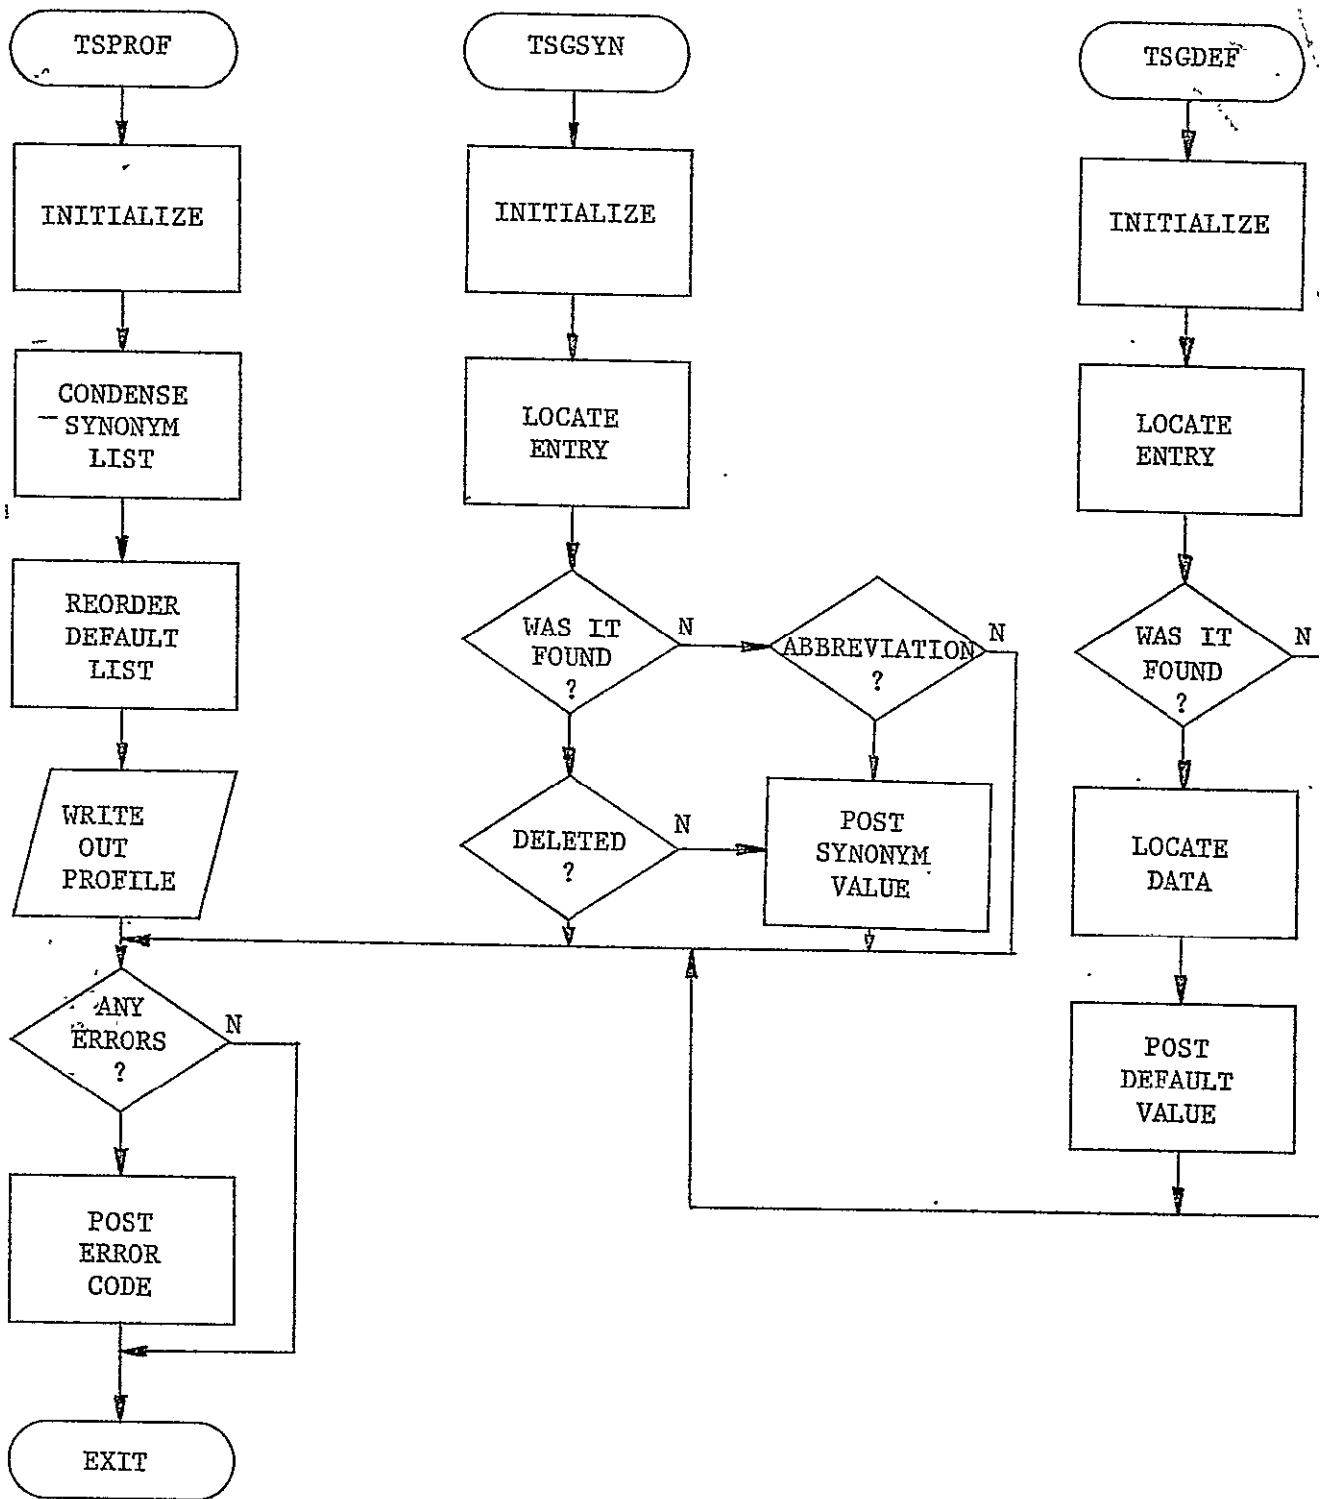 TSPROF
INITIALIZE
CONDENSE
SYNONYM
LIST
REORDER
DEFAULT
LIST
WRITE
OUT
PROFILE
ANY
ERRORS
?
N
POST
ERROR
CODE
EXIT
TSGSYN
INITIALIZE
LOCATE
ENTRY
WAS IT
FOUND
?
N
ABBREVIATION
?
N
DELETED
?
N
POST
SYNONYM
VALUE
TSGDEF
INITIALIZE
LOCATE
ENTRY
WAS IT
FOUND
?
N
LOCATE
DATA
POST
DEFAULT
VALUE